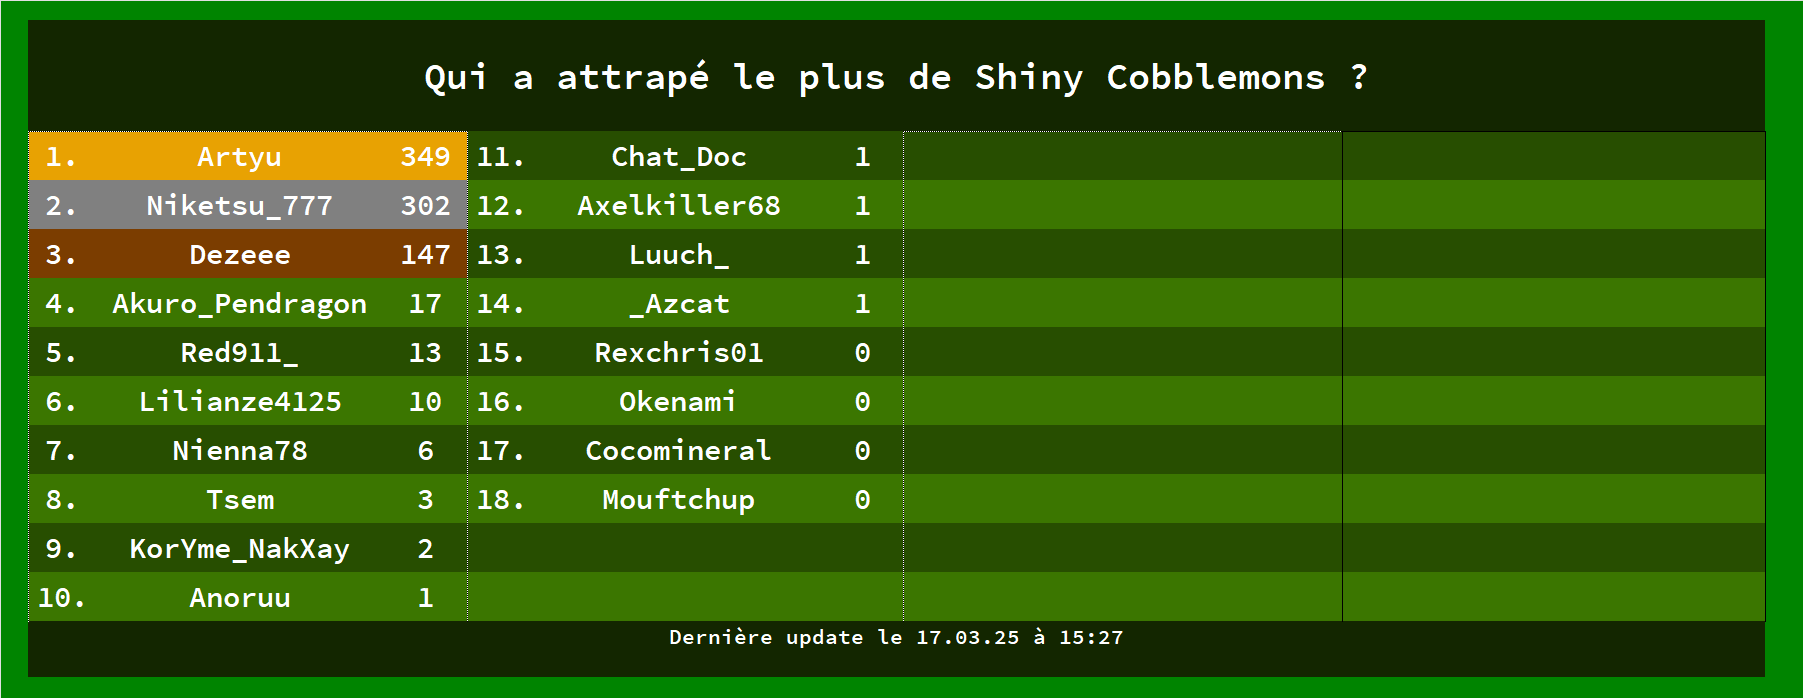 Qui a attrapé le plus de Shiny Cobblemons ?
1. Artyu 349
2. Niketsu_777 302
3. Dezeee 147
4. Akuro_Pendragon 17
5. Red911_ 13
6. Lilianze4125 10
7. Nienna78 6
8. Tsem 3
9. KorYme_NakXay 2
10. Anoruu 1
11. Chat_Doc 1
12. Axelkiller68 1
13. Luuch_ 1
14. _Azcat 1
15. Rexchris01 0
16. Okenami 0
17. Cocomineral 0
18. Mouftchup 0
Dernière update le 17.03.25 à 15:27